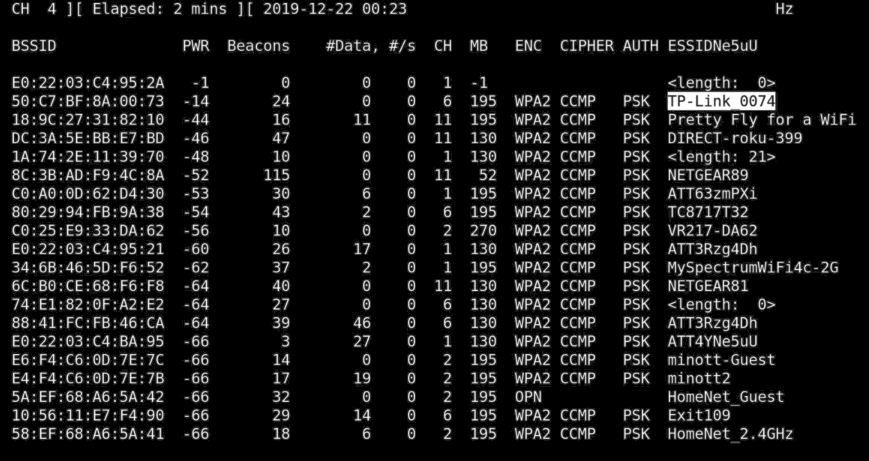 CH  4 ][ Elapsed: 2 mins ][ 2019-12-22 00:23                                         Hz
BSSID              PWR  Beacons    #Data, #/s  CH  MB   ENC  CIPHER AUTH ESSIDNe5uU
E0:22:03:C4:95:2A   -1        0        0    0   1  -1                    <length:  0>
50:C7:BF:8A:00:73  -14       24        0    0   6  195  WPA2 CCMP   PSK  TP-Link_0074
18:9C:27:31:82:10  -44       16       11    0  11  195  WPA2 CCMP   PSK  Pretty Fly for a WiFi
DC:3A:5E:BB:E7:BD  -46       47        0    0  11  130  WPA2 CCMP   PSK  DIRECT-roku-399
1A:74:2E:11:39:70  -48       10        0    0   1  130  WPA2 CCMP   PSK  <length: 21>
8C:3B:AD:F9:4C:8A  -52      115        0    0  11   52  WPA2 CCMP   PSK  NETGEAR89
C0:A0:0D:62:D4:30  -53       30        6    0   1  195  WPA2 CCMP   PSK  ATT63zmPXi
80:29:94:FB:9A:38  -54       43        2    0   6  195  WPA2 CCMP   PSK  TC8717T32
C0:25:E9:33:DA:62  -56       10        0    0   2  270  WPA2 CCMP   PSK  VR217-DA62
E0:22:03:C4:95:21  -60       26       17    0   1  130  WPA2 CCMP   PSK  ATT3Rzg4Dh
34:6B:46:5D:F6:52  -62       37        2    0   1  195  WPA2 CCMP   PSK  MySpectrumWiFi4c-2G
6C:B0:CE:68:F6:F8  -64       40        0    0  11  130  WPA2 CCMP   PSK  NETGEAR81
74:E1:82:0F:A2:E2  -64       27        0    0   6  130  WPA2 CCMP   PSK  <length:  0>
88:41:FC:FB:46:CA  -64       39       46    0   6  130  WPA2 CCMP   PSK  ATT3Rzg4Dh
E0:22:03:C4:BA:95  -66        3       27    0   1  130  WPA2 CCMP   PSK  ATT4YNe5uU
E6:F4:C6:0D:7E:7C  -66       14        0    0   2  195  WPA2 CCMP   PSK  minott-Guest
E4:F4:C6:0D:7E:7B  -66       17       19    0   2  195  WPA2 CCMP   PSK  minott2
5A:EF:68:A6:5A:42  -66       32        0    0   2  195  OPN              HomeNet_Guest
10:56:11:E7:F4:90  -66       29       14    0   6  195  WPA2 CCMP   PSK  Exit109
58:EF:68:A6:5A:41  -66       18        6    0   2  195  WPA2 CCMP   PSK  HomeNet_2.4GHz